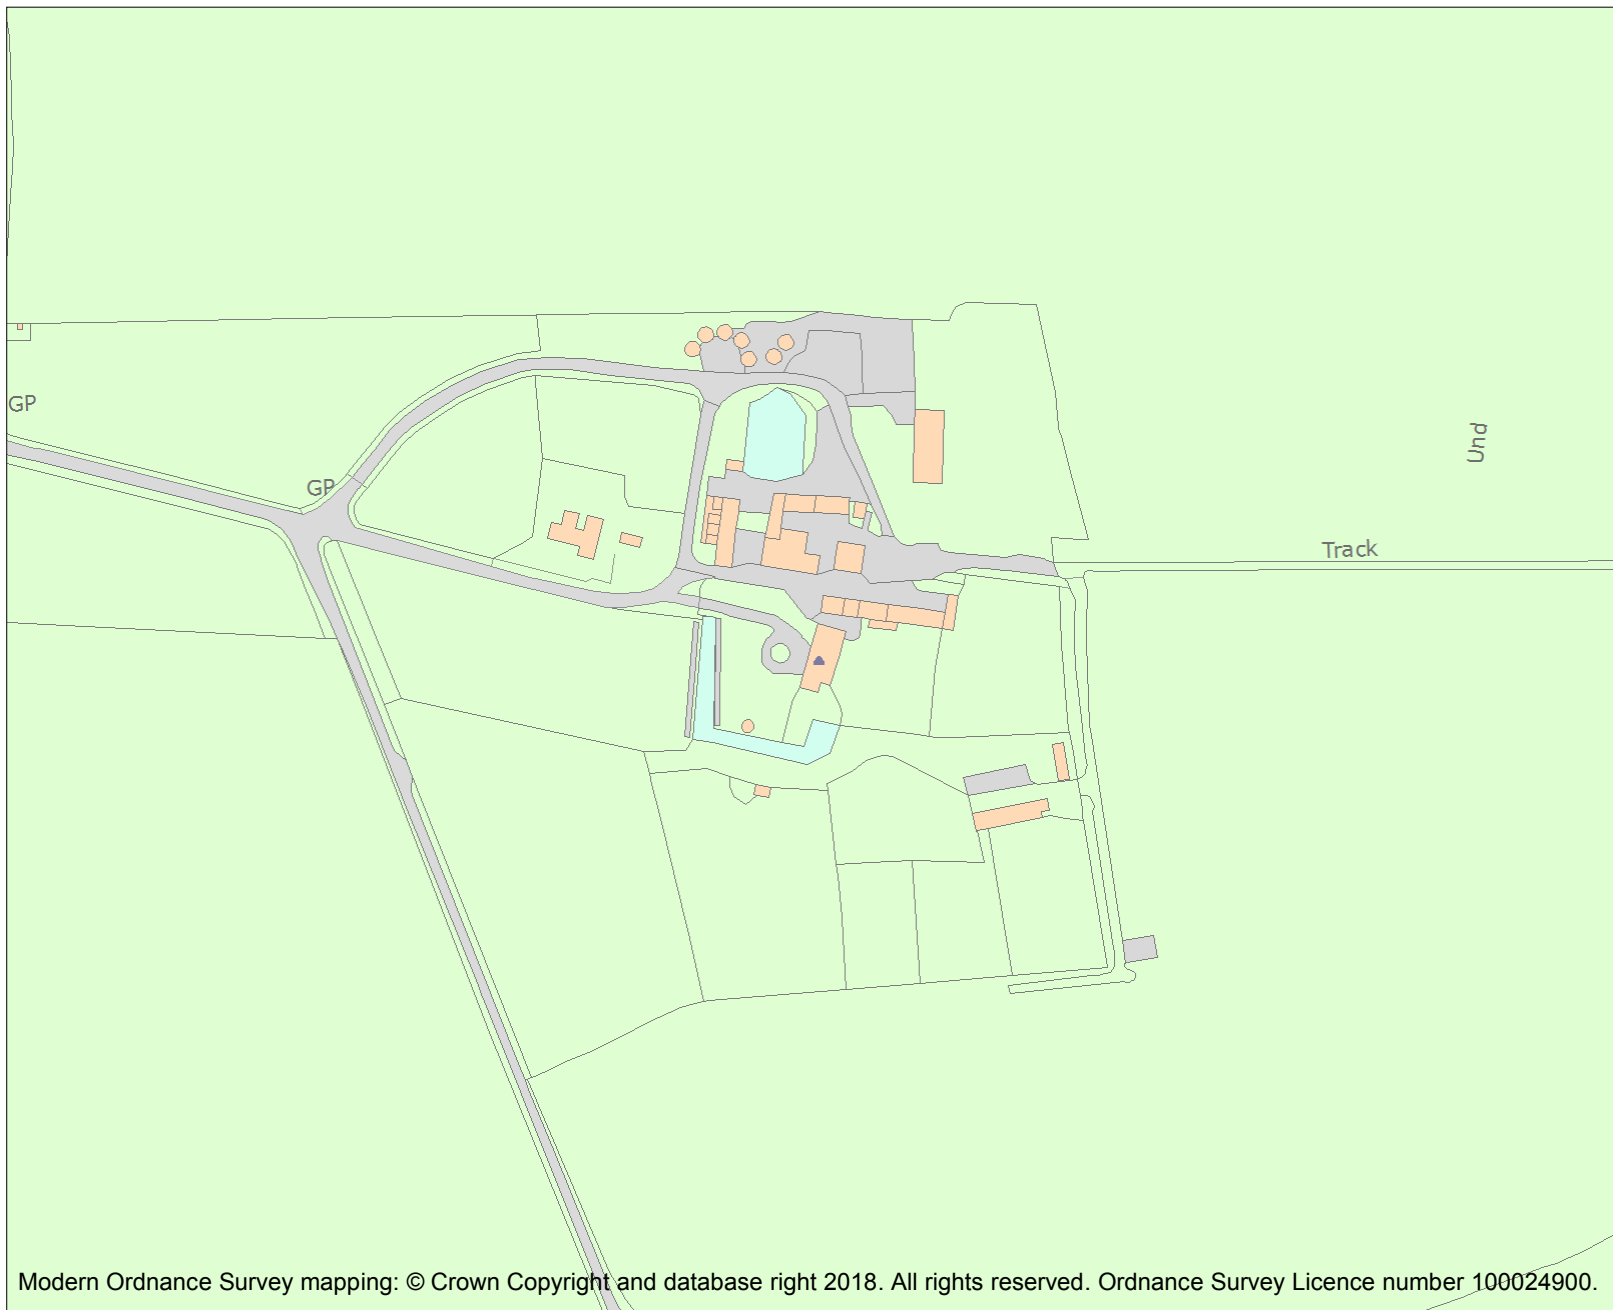 GP
Und
GP
Track
Modern Ordnance Survey mapping: © Crown Copyright and database right 2018. All rights reserved. Ordnance Survey Licence number 100024900.